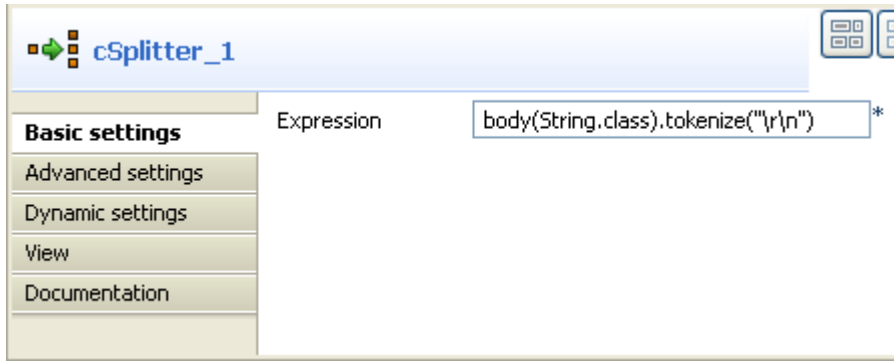 cSplitter_1
Basic settings
Advanced settings
Dynamic settings
View
Documentation
Expression body(String.class).tokenize("\r\n") *